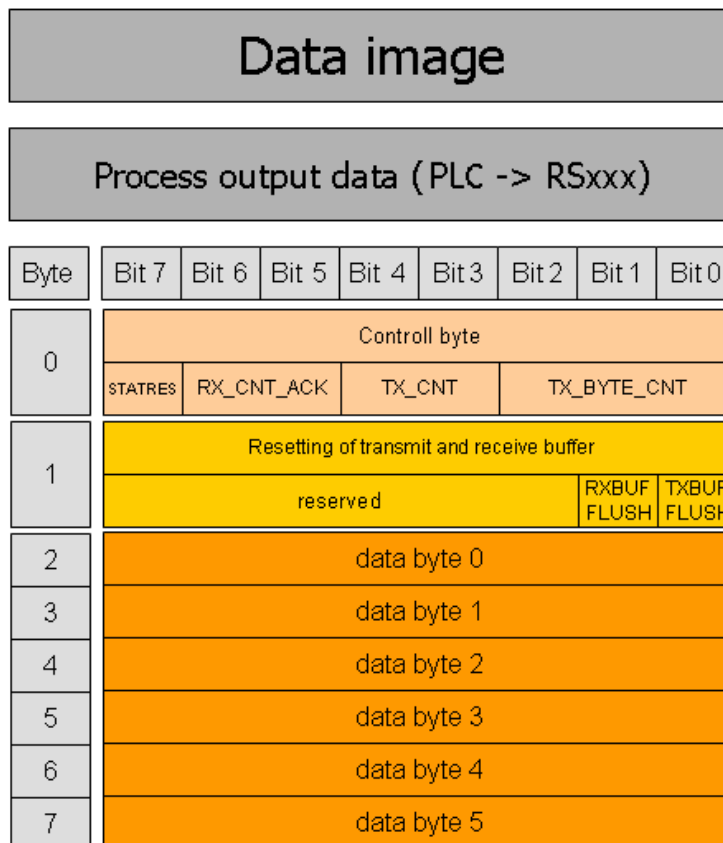 Data image
Process output data (PLC -> RSxxx)
Byte Bit 7 Bit 6 Bit 5 Bit 4 Bit 3 Bit 2 Bit 1 Bit 0
0 Controll byte
STATRES RX_CNT_ACK TX_CNT TX_BYTE_CNT
1 Resetting of transmit and receive buffer
reserved RXBUF FLUSH TXBUF FLUSH
2 data byte 0
3 data byte 1
4 data byte 2
5 data byte 3
6 data byte 4
7 data byte 5